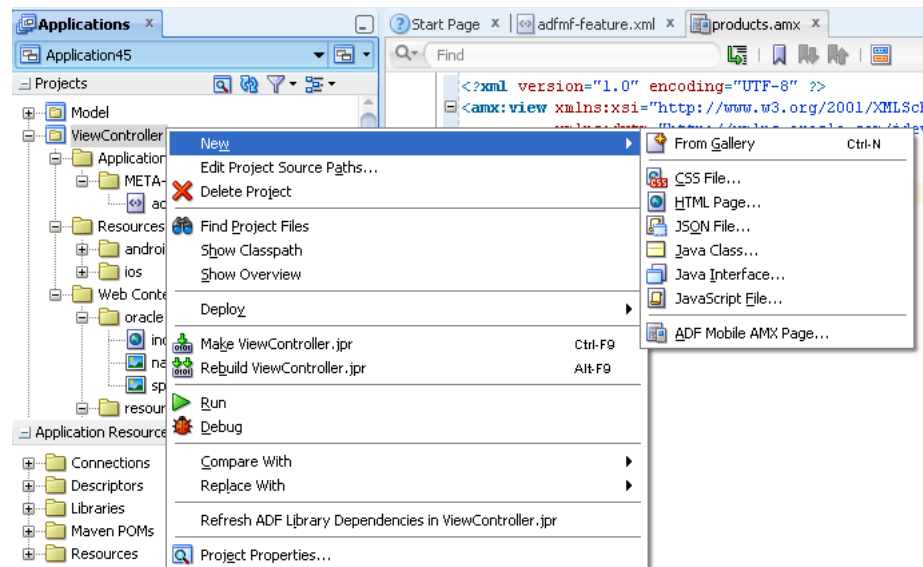 Applications x
Start Page x
adfmf-feature.xml x
products.amx x
Application45
Find
Projects
Model
ViewController
Application
META-
ad
Resources
androi
ios
Web Conte
oracle
ind
na
sp
resour
Application Resource
Connections
Descriptors
Libraries
Maven POMs
Resources
<?xml version="1.0" encoding="UTF-8" ?>
<amx:view xmlns:xsi="http://www.w3.org/2001/XMLSch
New
Edit Project Source Paths...
Delete Project
Find Project Files
Show Classpath
Show Overview
Deploy
Make ViewController.jpr Ctrl-F9
Rebuild ViewController.jpr Alt-F9
Run
Debug
Compare With
Replace With
Refresh ADF Library Dependencies in ViewController.jpr
Project Properties...
From Gallery Ctrl-N
CSS File...
HTML Page...
JSON File...
Java Class...
Java Interface...
JavaScript File...
ADF Mobile AMX Page...